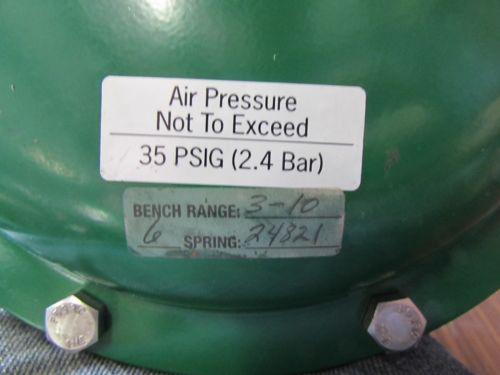 Air Pressure
Not To Exceed
35 PSIG (2.4 Bar)
BENCH RANGE: 3-10
6 SPRING: 24821